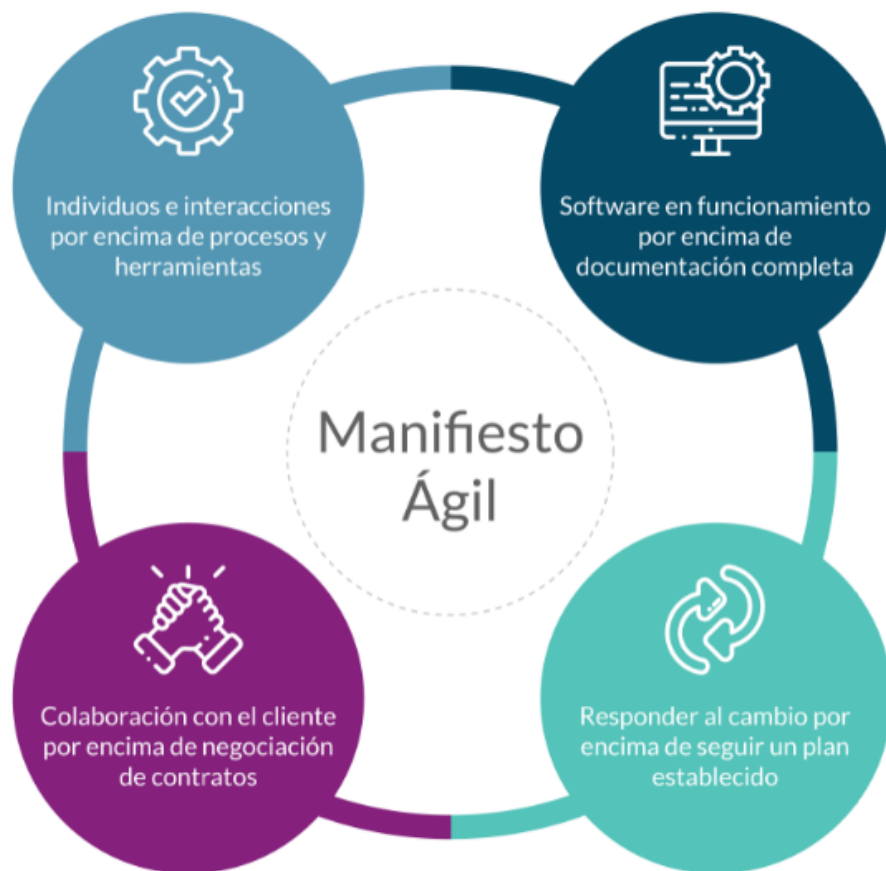 Individuos e interacciones
por encima de procesos y
herramientas
Software en funcionamiento
por encima de
documentación completa
Manifiesto
Ágil
Colaboración con el cliente
por encima de negociación
de contratos
Responder al cambio por
encima de seguir un plan
establecido